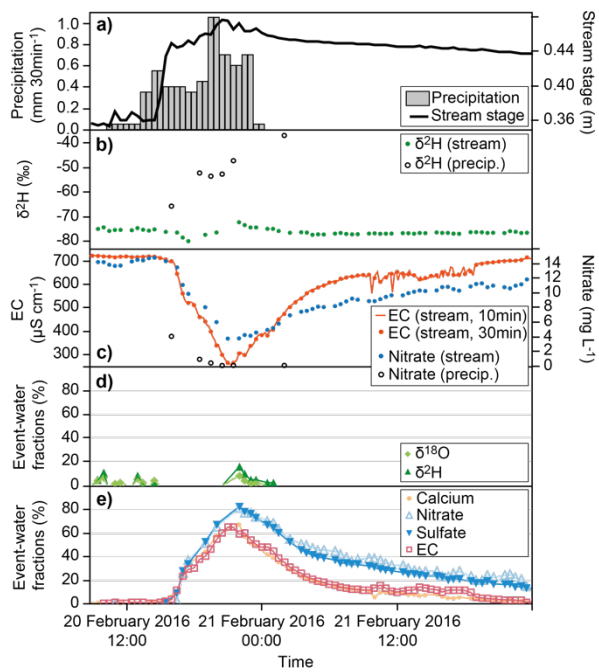 a)
Precipitation
(mm 30min-1)
1.0
0.8
0.6
0.4
0.2
0.0
Precipitation
Stream stage
0.44
0.40
0.36
Stream stage (m)
b)
δ²H (‰)
-40
-50
-60
-70
-80
δ²H (stream)
δ²H (precip.)
EC
(µS cm-1)
700
600
500
400
300
c)
EC (stream, 10min)
EC (stream, 30min)
Nitrate (stream)
Nitrate (precip.)
14
12
10
8
6
4
2
0
Nitrate (mg L-1)
d)
Event-water
fractions (%)
80
60
40
20
0
δ18O
δ²H
e)
Event-water
fractions (%)
80
60
40
20
0
Calcium
Nitrate
Sulfate
EC
20 February 2016
12:00
21 February 2016
00:00
21 February 2016
12:00
Time